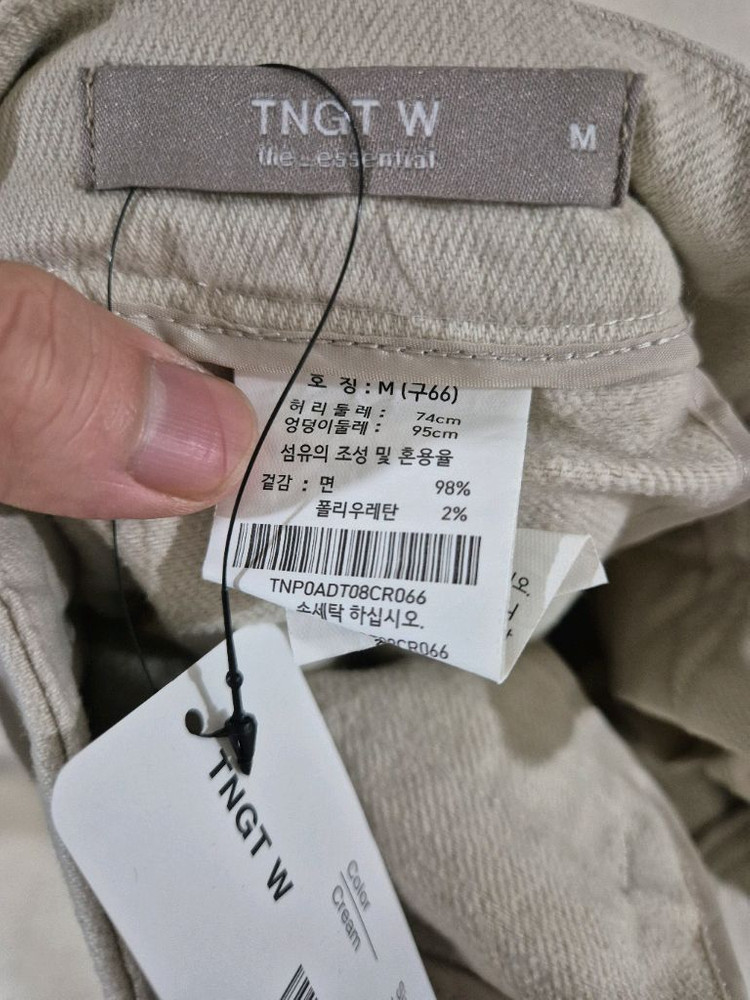 TNGT W
the_essential
M
호 칭 : M (구66)
허 리 둘 레 : 74cm
엉덩이둘레 : 95cm
섬유의 조성 및 혼용율
겉감 : 면 98%
폴리우레탄 2%
TNP0ADT08CR066
손세탁 하십시오.
08CR066
TNGT W
Color
Cream